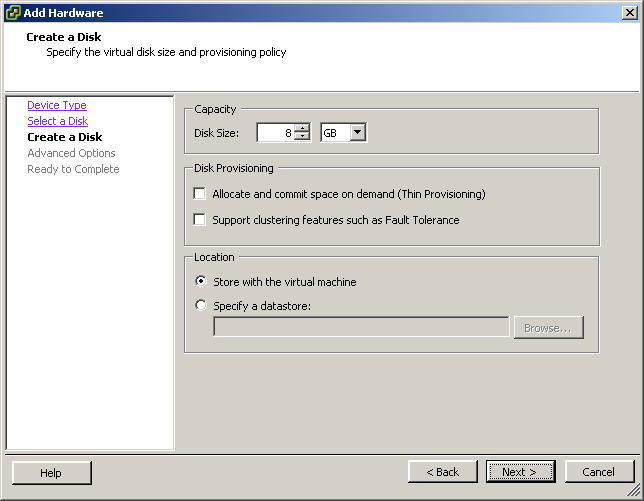 Add Hardware
Create a Disk
Specify the virtual disk size and provisioning policy
Device Type
Select a Disk
Create a Disk
Advanced Options
Ready to Complete
Capacity
Disk Size: 8 GB
Disk Provisioning
Allocate and commit space on demand (Thin Provisioning)
Support clustering features such as Fault Tolerance
Location
Store with the virtual machine
Specify a datastore:
Browse...
Help
< Back
Next >
Cancel